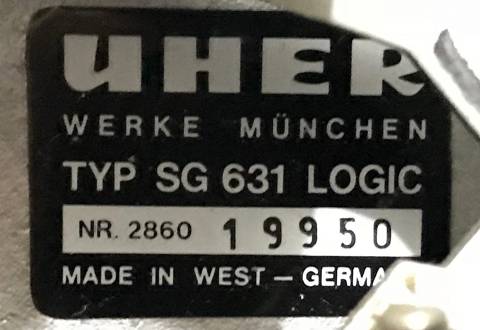 UHER
WERKE MÜNCHEN
TYP SG 631 LOGIC
NR. 2860 19950
MADE IN WEST — GERMA